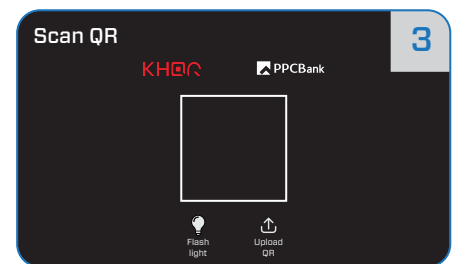 Scan QR
3
KHQR
PPCBank
Flash
light
Upload
QR